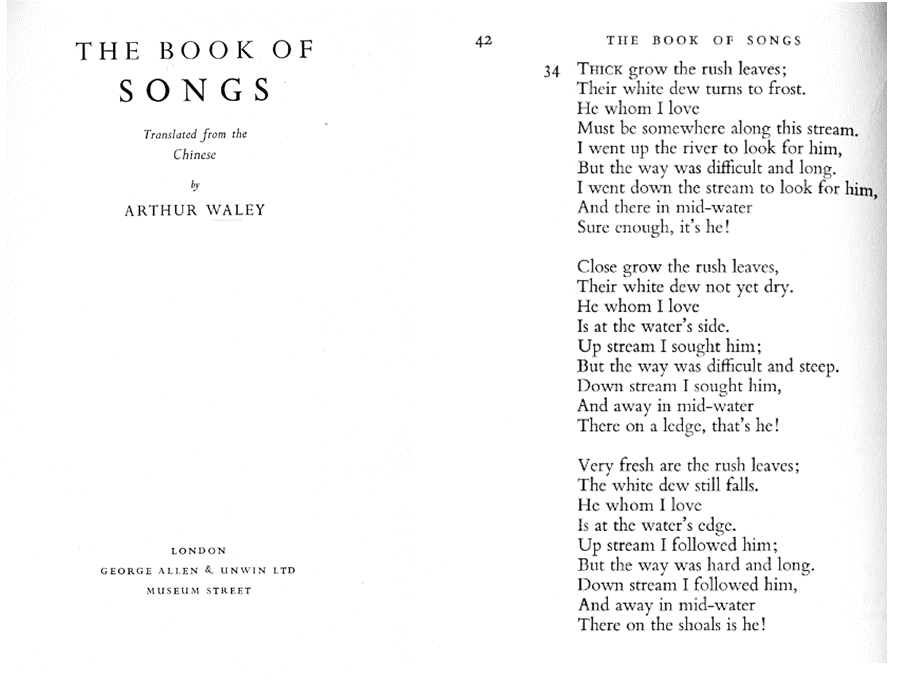 THE BOOK OF
SONGS
Translated from the
Chinese
by
ARTHUR WALEY
LONDON
GEORGE ALLEN & UNWIN LTD
MUSEUM STREET
42 THE BOOK OF SONGS
34 THICK grow the rush leaves;
Their white dew turns to frost.
He whom I love
Must be somewhere along this stream.
I went up the river to look for him,
But the way was difficult and long.
I went down the stream to look for him,
And there in mid-water
Sure enough, it's he!
Close grow the rush leaves,
Their white dew not yet dry.
He whom I love
Is at the water's side.
Up stream I sought him;
But the way was difficult and steep.
Down stream I sought him,
And away in mid-water
There on a ledge, that's he!
Very fresh are the rush leaves;
The white dew still falls.
He whom I love
Is at the water's edge.
Up stream I followed him;
But the way was hard and long.
Down stream I followed him,
And away in mid-water
There on the shoals is he!